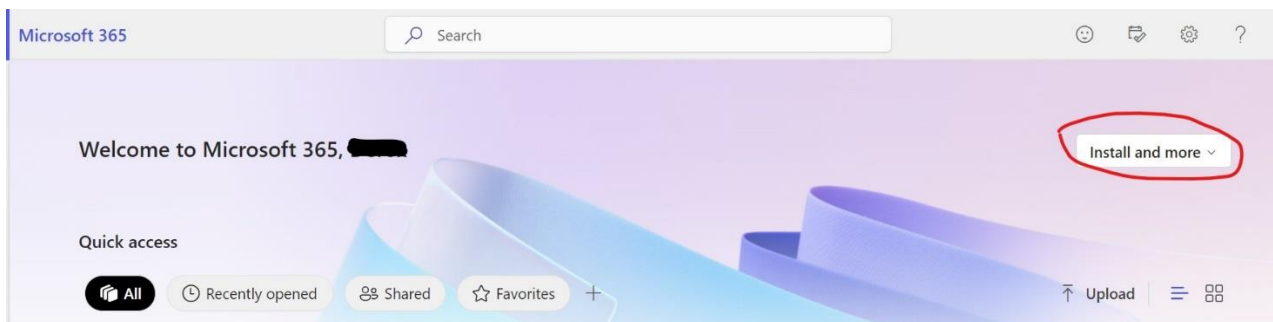 Microsoft 365
Search
?
Welcome to Microsoft 365,
Install and more
Quick access
All
Recently opened
Shared
Favorites
+
Upload